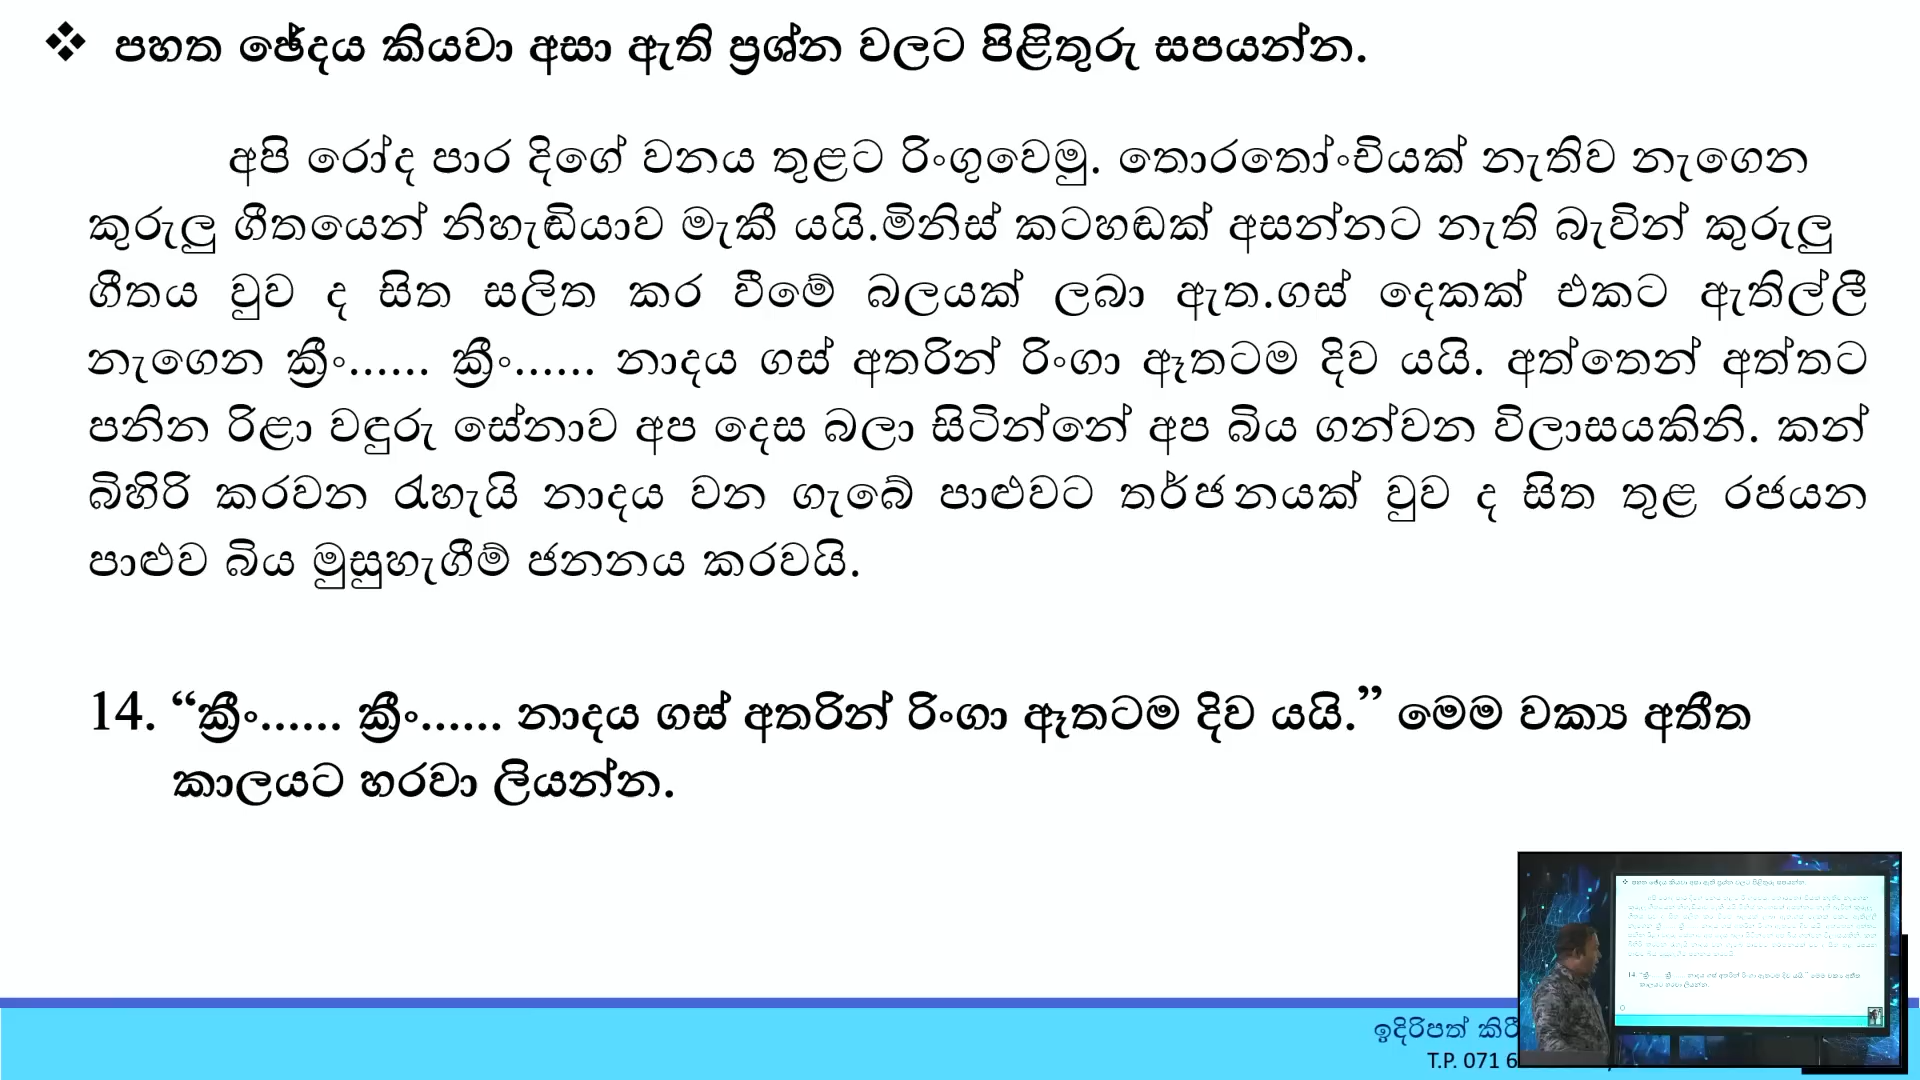 ❖ පහත ඡේදය කියවා අසා ඇති ප්‍රශ්න වලට පිළිතුරු සපයන්න.
අපි රෝද පාර දිගේ වනය තුළට රිංගුවෙමු. තොරතෝංචියක් නැතිව නැගෙන
කුරුලු ගීතයෙන් නිහැඬියාව මැකී යයි.මිනිස් කටහඬක් අසන්නට නැති බැවින් කුරුලු
ගීතය වුව ද සිත සලිත කර වීමේ බලයක් ලබා ඇත.ගස් දෙකක් එකට ඇතිල්ලී
නැගෙන ක්‍රීං...... ක්‍රීං...... නාදය ගස් අතරින් රිංගා ඈතටම දිව යයි. අත්තෙන් අත්තට
පනින රිළා වඳුරු සේනාව අප දෙස බලා සිටින්නේ අප බිය ගන්වන විලාසයකිනි. කන්
බිහිරි කරවන රැහැයි නාදය වන ගැබේ පාළුවට තර්ජනයක් වුව ද සිත තුළ රජයන
පාළුව බිය මුසුහැගීම් ජනනය කරවයි.
14. “ක්‍රීං...... ක්‍රීං...... නාදය ගස් අතරින් රිංගා ඈතටම දිව යයි.” මෙම වක්‍ය අතීත
කාලයට හරවා ලියන්න.
ඉදිරිපත් කිරී
T.P. 071 6